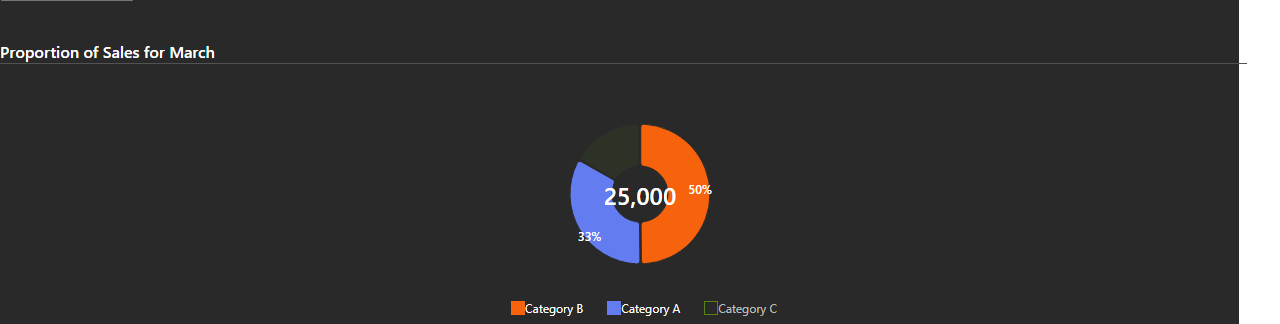 Proportion of Sales for March
50%
25,000
33%
Category B
Category A
Category C